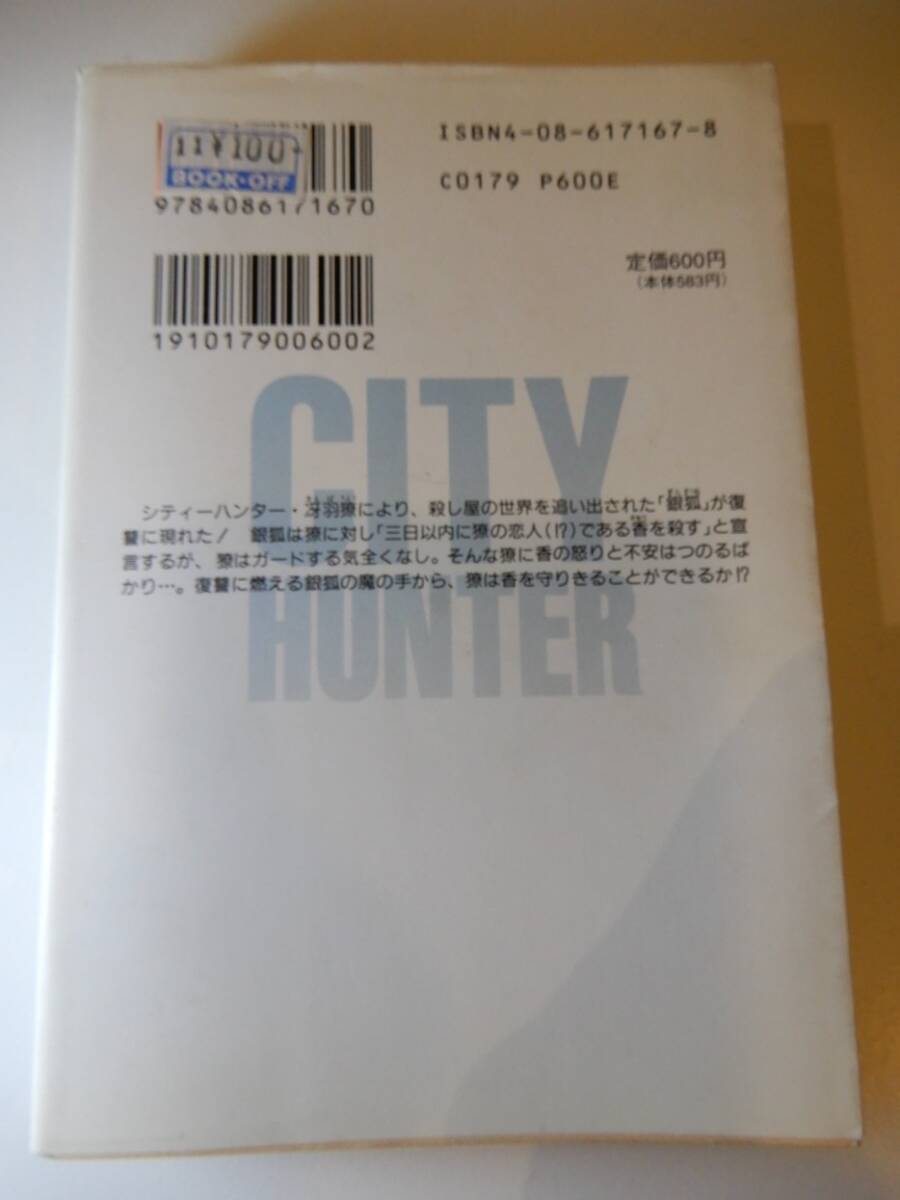 11¥100
BOOK・OFF
9784086171670
ISBN4-08-617167-8
C0179 P600E
定価600円
(本体583円)
1910179006002
CITY
HUNTER
シティーハンター・冴羽獠により、殺し屋の世界を追い出された「銀狐」が復
讐に現れた! 銀狐は獠に対し「三日以内に獠の恋人(!?)である香を殺す」と宣
言するが、獠はガードする気全くなし。そんな獠に香の怒りと不安はつのるば
かり…。復讐に燃える銀狐の魔の手から、獠は香を守りきることができるか!?